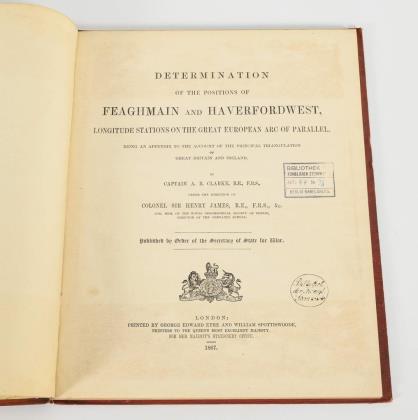 DETERMINATION
OF THE POSITIONS OF
FEAGHMAIN AND HAVERFORDWEST,
LONGITUDE STATIONS ON THE GREAT EUROPEAN ARC OF PARALLEL,
BEING AN APPENDIX TO THE ACCOUNT OF THE PRINCIPAL TRIANGULATION
OF
GREAT BRITAIN AND IRELAND.
BY
CAPTAIN A. R. CLARKE, R.E., F.R.S.,
UNDER THE DIRECTION OF
COLONEL SIR HENRY JAMES, R.E., F.R.S., &c.
DIRECTOR OF THE ORDNANCE SURVEY.
Published by Order of the Secretary of State for War.
BIBLIOTHEK
LONDON:
PRINTED BY GEORGE EDWARD EYRE AND WILLIAM SPOTTISWOODE,
PRINTERS TO THE QUEEN'S MOST EXCELLENT MAJESTY.
FOR HER MAJESTY'S STATIONERY OFFICE.
1867.